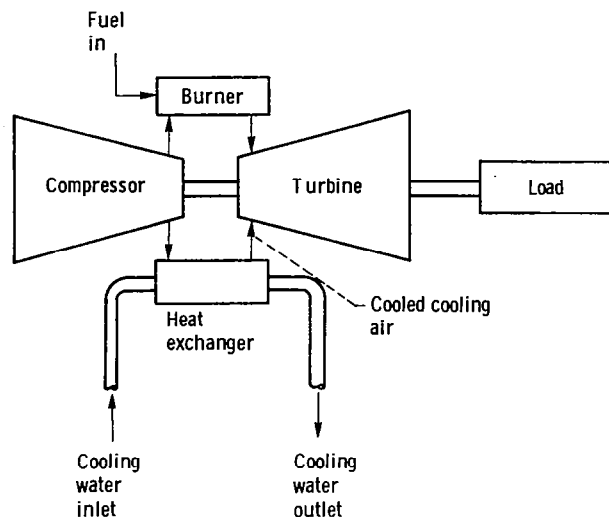 Fuel
in
Burner
Compressor
Turbine
Load
Heat
exchanger
Cooled cooling
air
Cooling
water
inlet
Cooling
water
outlet